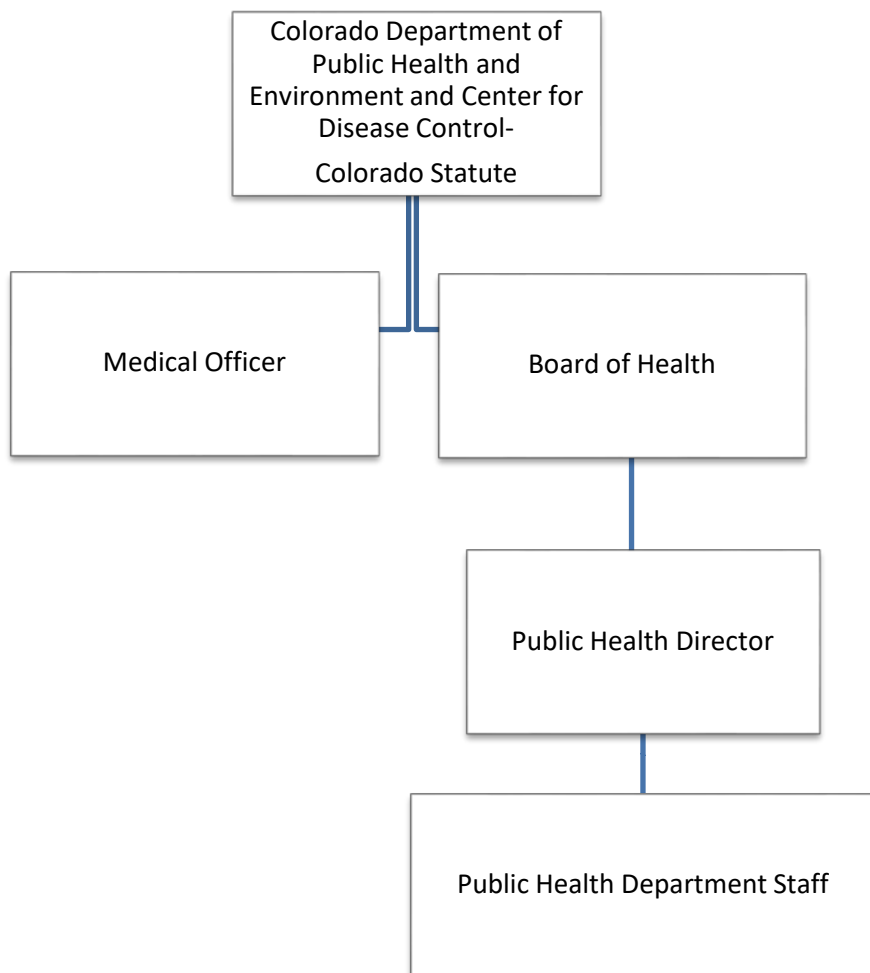 Colorado Department of
Public Health and
Environment and Center for
Disease Control-
Colorado Statute
Medical Officer
Board of Health
Public Health Director
Public Health Department Staff